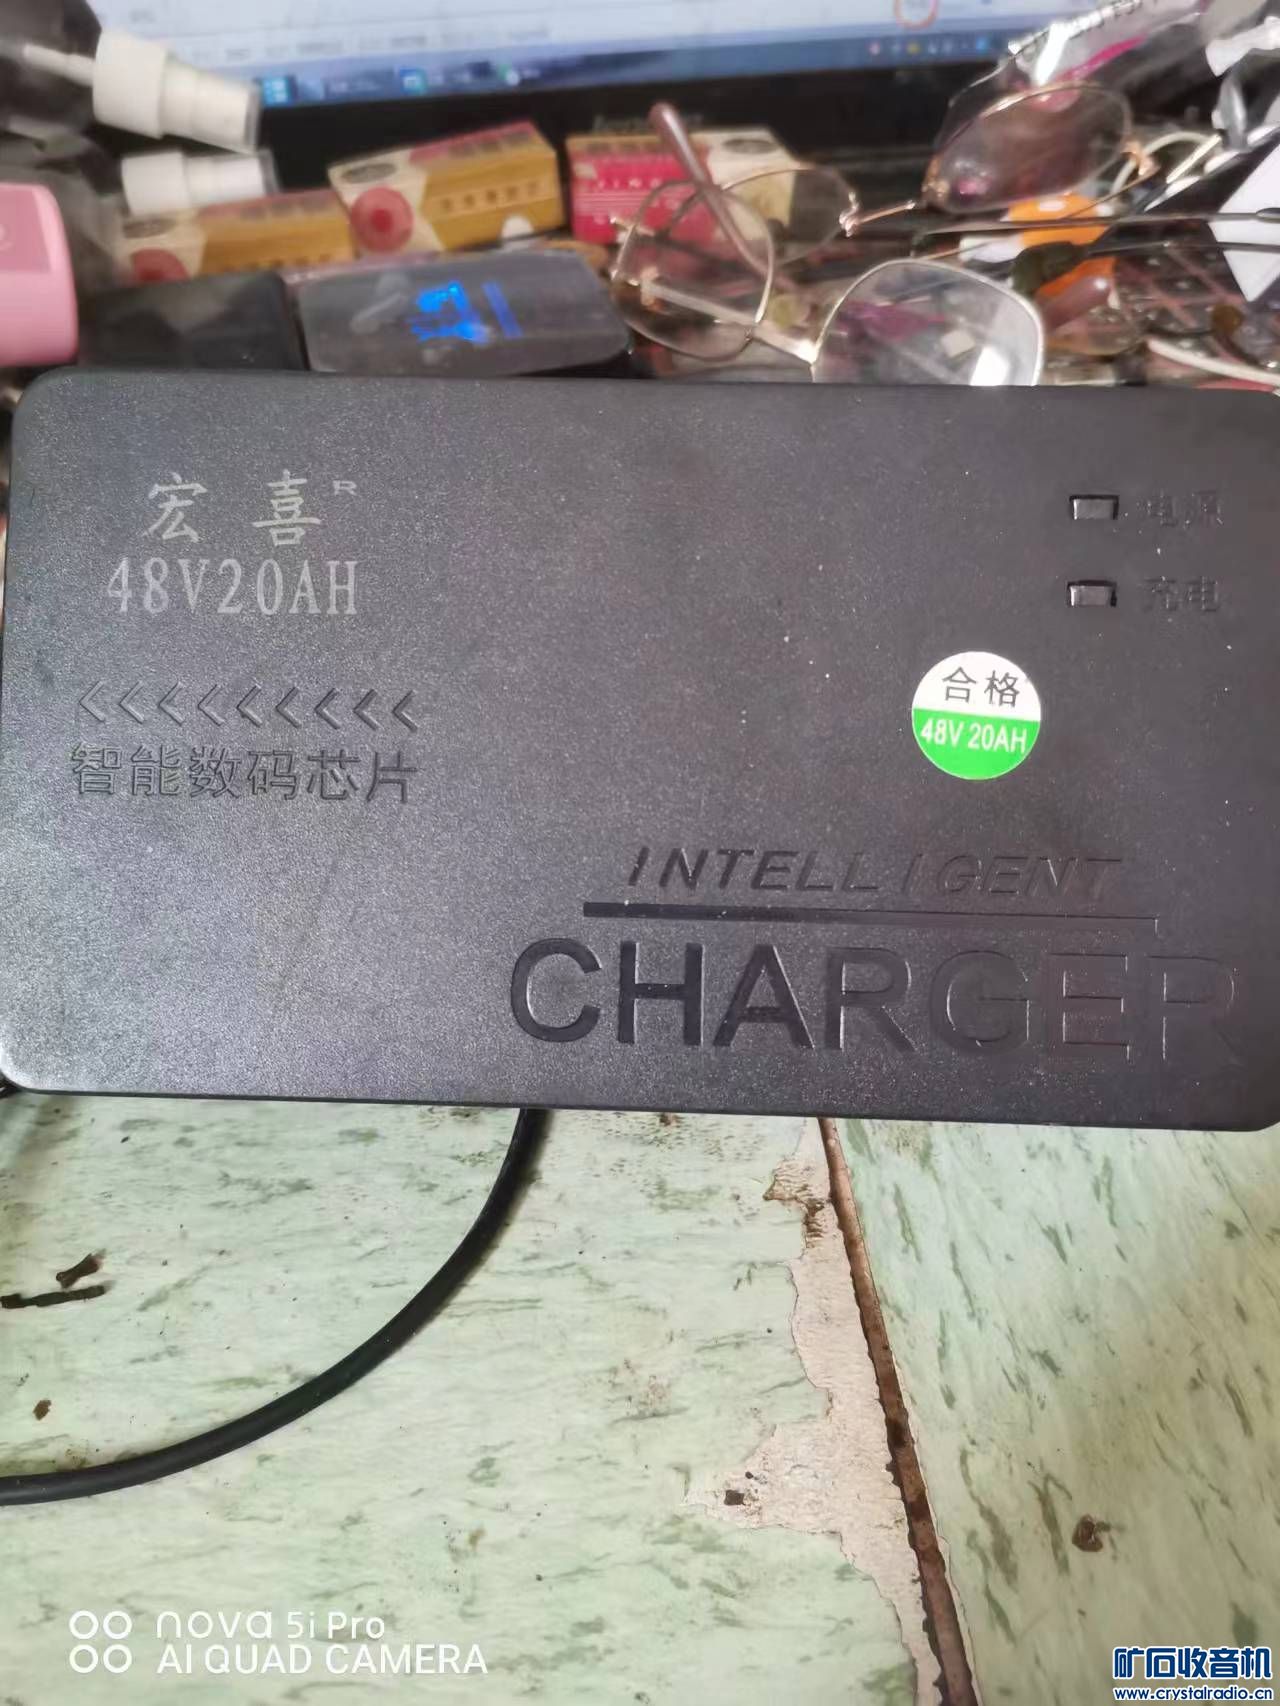 宏喜R
48V20AH
电源
充电
合格
48V 20AH
智能数码芯片
INTELLIGENT
CHARGER
nova 5i Pro
AI QUAD CAMERA
矿石收音机
www.crystalradio.cn